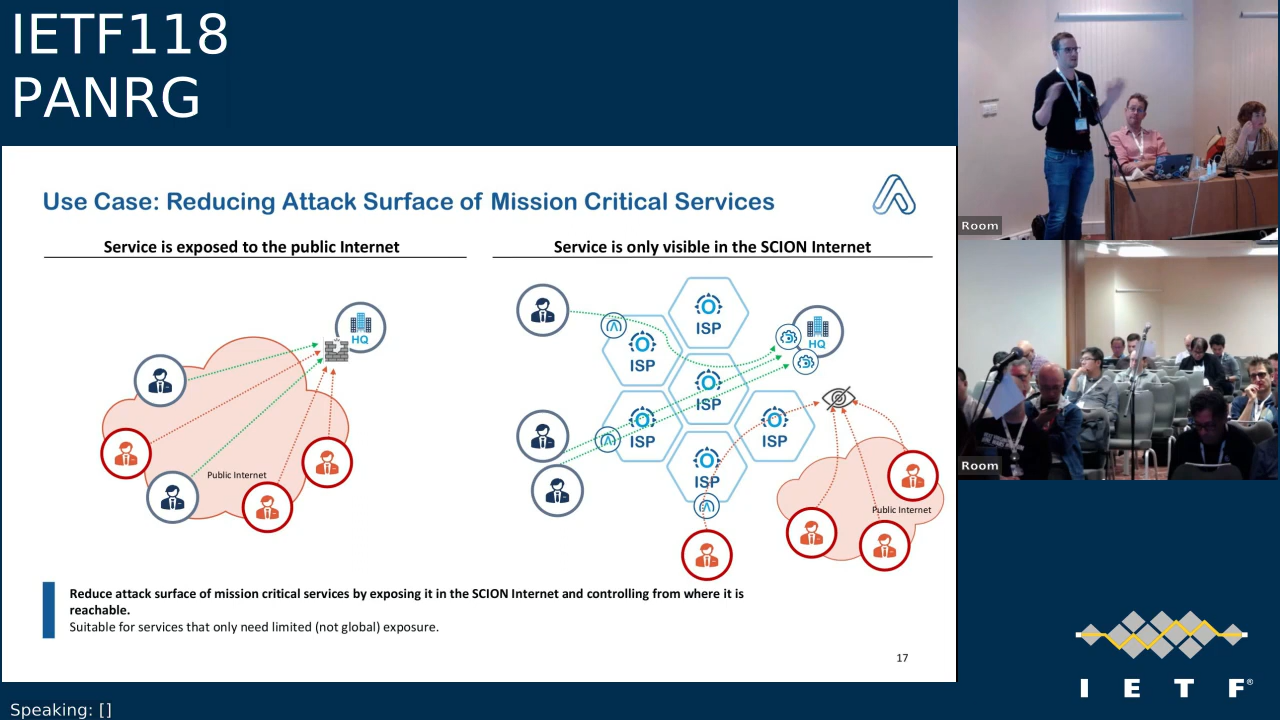 IETF118
PANRG
Use Case: Reducing Attack Surface of Mission Critical Services
Service is exposed to the public Internet
Service is only visible in the SCION Internet
HQ
Public Internet
ISP
ISP
HQ
ISP
ISP
ISP
ISP
Public Internet
Reduce attack surface of mission critical services by exposing it in the SCION Internet and controlling from where it is
reachable.
Suitable for services that only need limited (not global) exposure.
17
Room
Room
I E T F®
Speaking: []